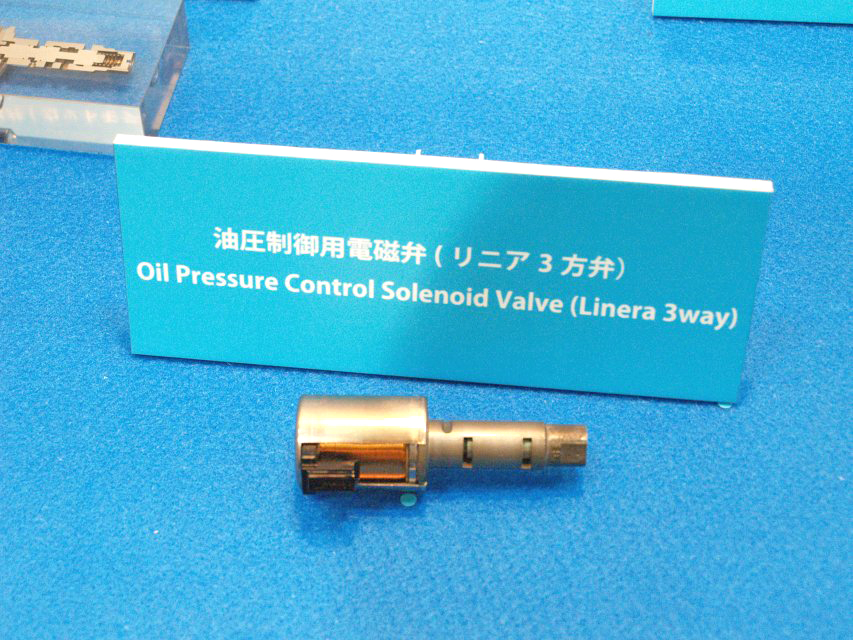 油圧制御用電磁弁 ( リニア 3 方弁）
Oil Pressure Control Solenoid Valve (Linera 3way)